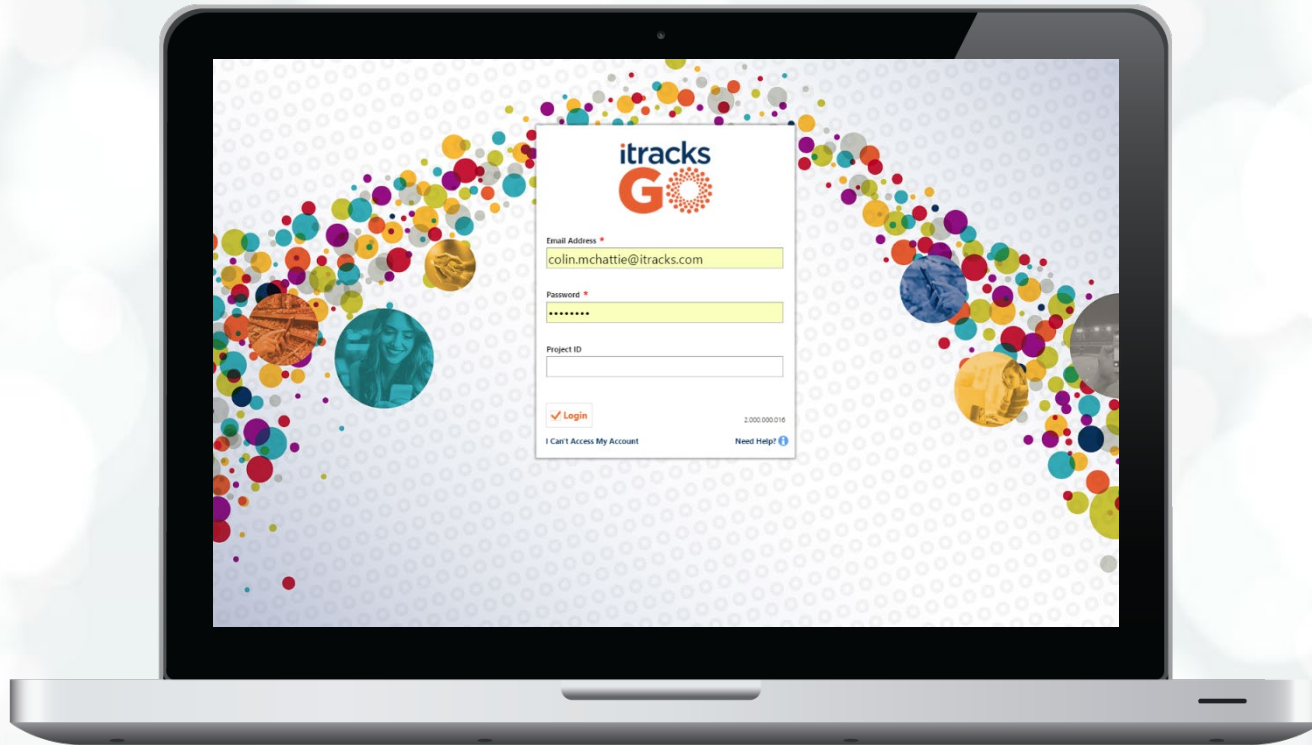 itracks
GO
Email Address *
colin.mchattie@itracks.com
Password *
••••••••
Project ID
Login
2.000.000.016
I Can't Access My Account
Need Help?